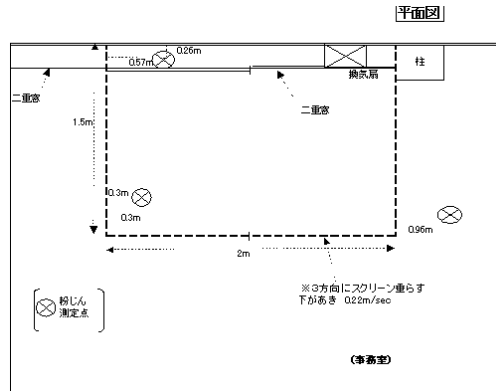 平面図
0.26m
0.57m
換気扇
柱
二重窓
二重窓
1.5m
0.3m
0.3m
0.96m
2m
※3方向にスクリーン垂らす
下があき 0.22m/sec
粉じん
測定点
(事務室)